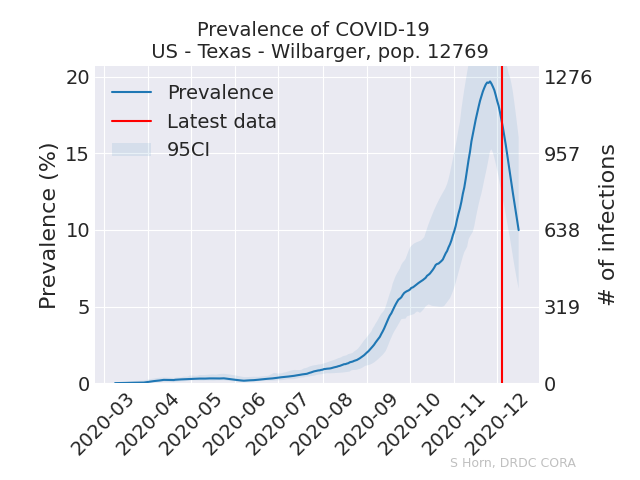 Prevalence of COVID-19
US - Texas - Wilbarger, pop. 12769
Prevalence
Latest data
95CI
Prevalence (%)
20
15
10
5
0
1276
957
638
319
0
# of infections
2020-03
2020-04
2020-05
2020-06
2020-07
2020-08
2020-09
2020-10
2020-11
2020-12
S Horn, DRDC CORA